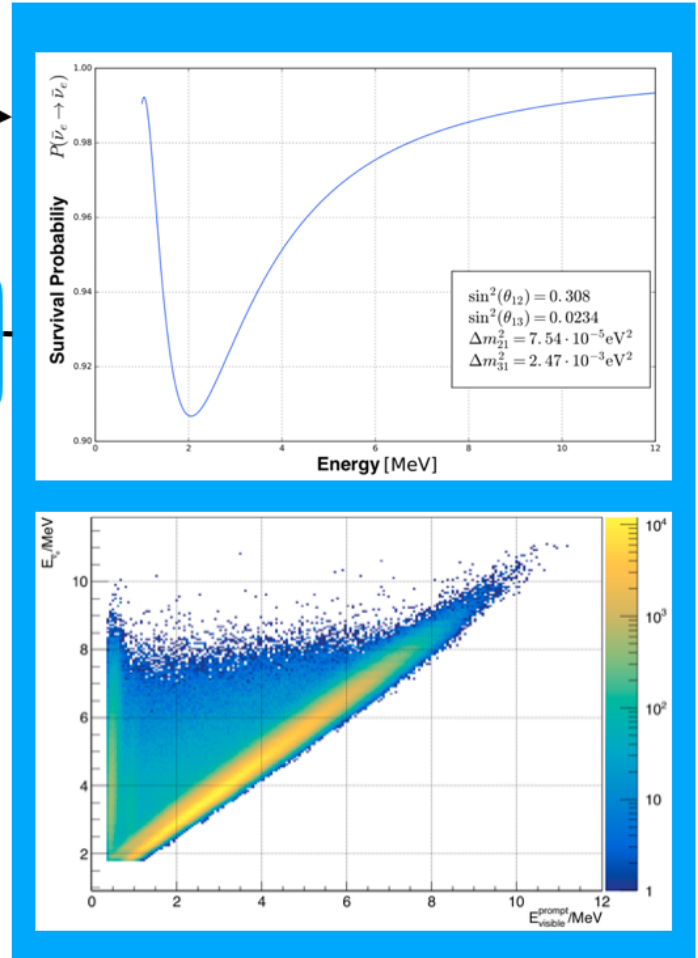 1.00
0.98
0.96
0.94
0.92
0.90
P(ν̄ₑ → ν̄ₑ)
Survival Probabiliy
sin²(θ₁₂) = 0.308
sin²(θ₁₃) = 0.0234
Δm²₂₁ = 7.54 · 10⁻⁵eV²
Δm²₃₁ = 2.47 · 10⁻³eV²
0 2 4 6 8 10 12
Energy [MeV]
E_ν̄ₑ/MeV
10
8
6
4
2
0 2 4 6 8 10 12
E^prompt_visible/MeV
10⁴
10³
10²
10
1